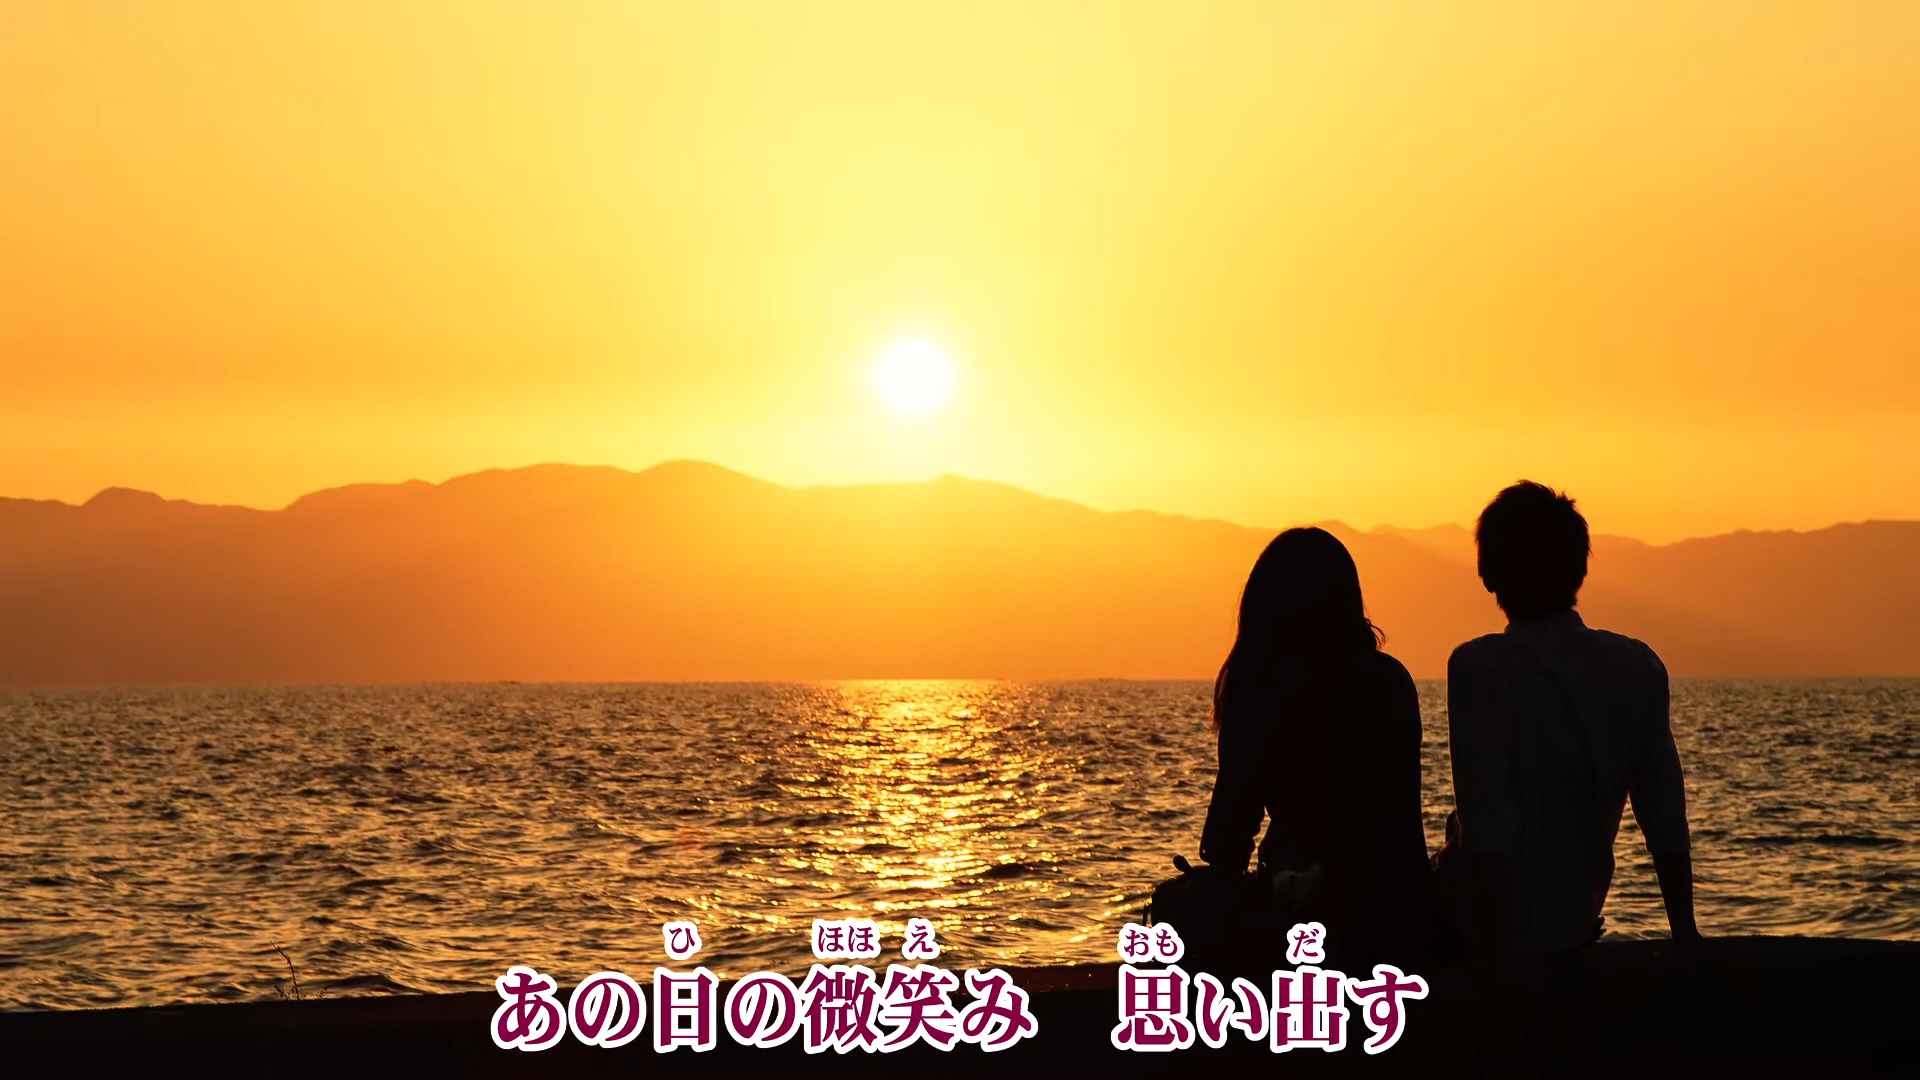 ひ ほほ え おも だ
あの日の微笑み　思い出す